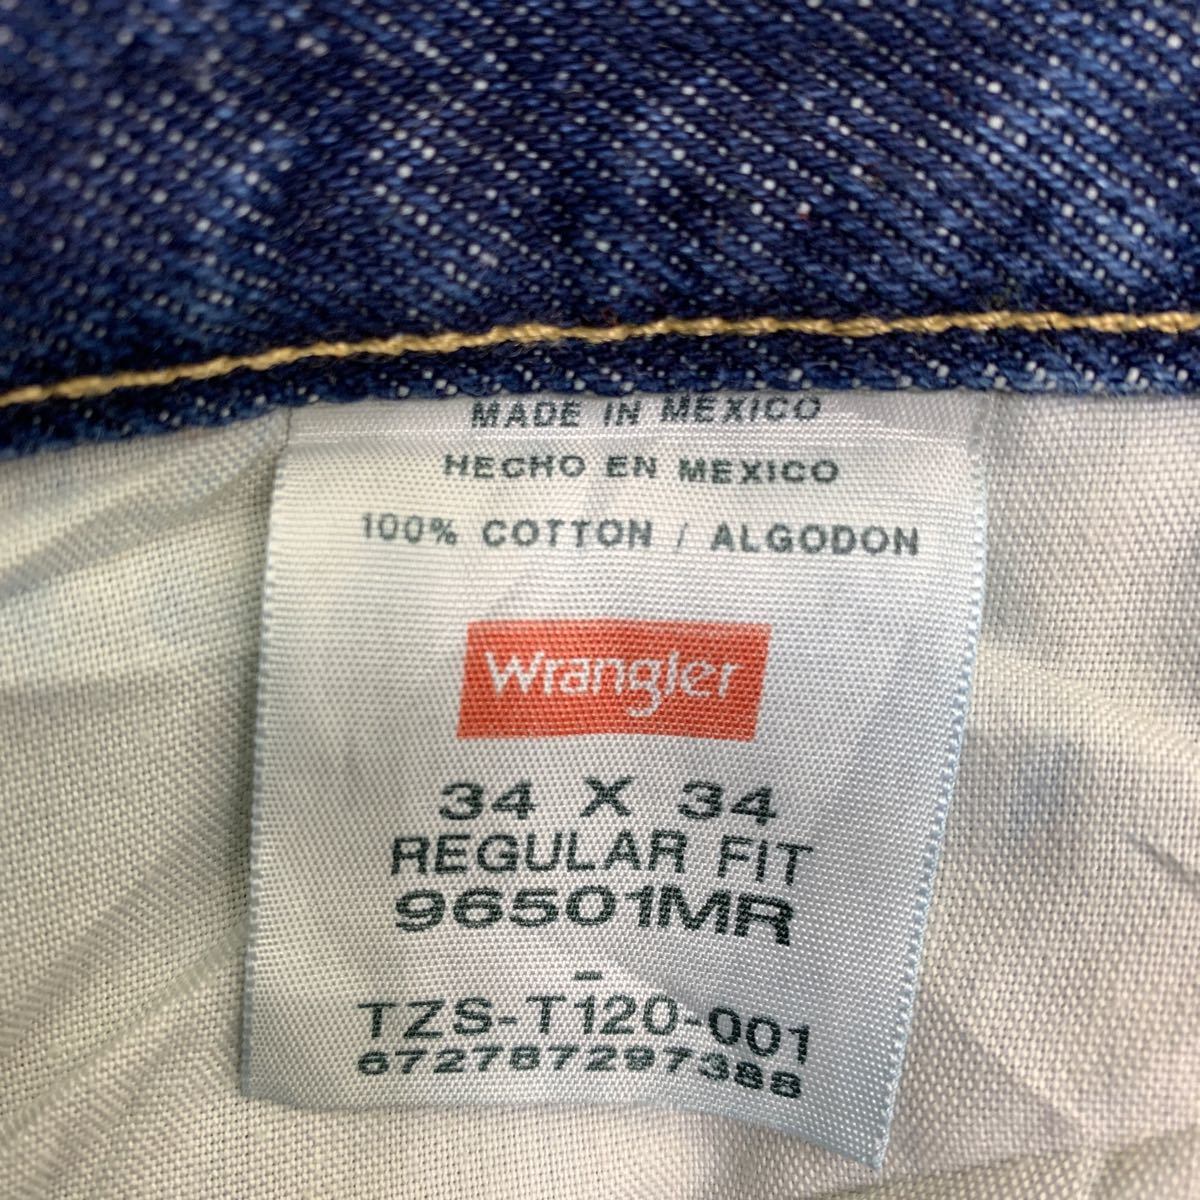 MADE IN MEXICO
HECHO EN MEXICO
100% COTTON / ALGODON
Wrangler
34 X 34
REGULAR FIT
96501MR
-
TZS-T120-001
672787297388